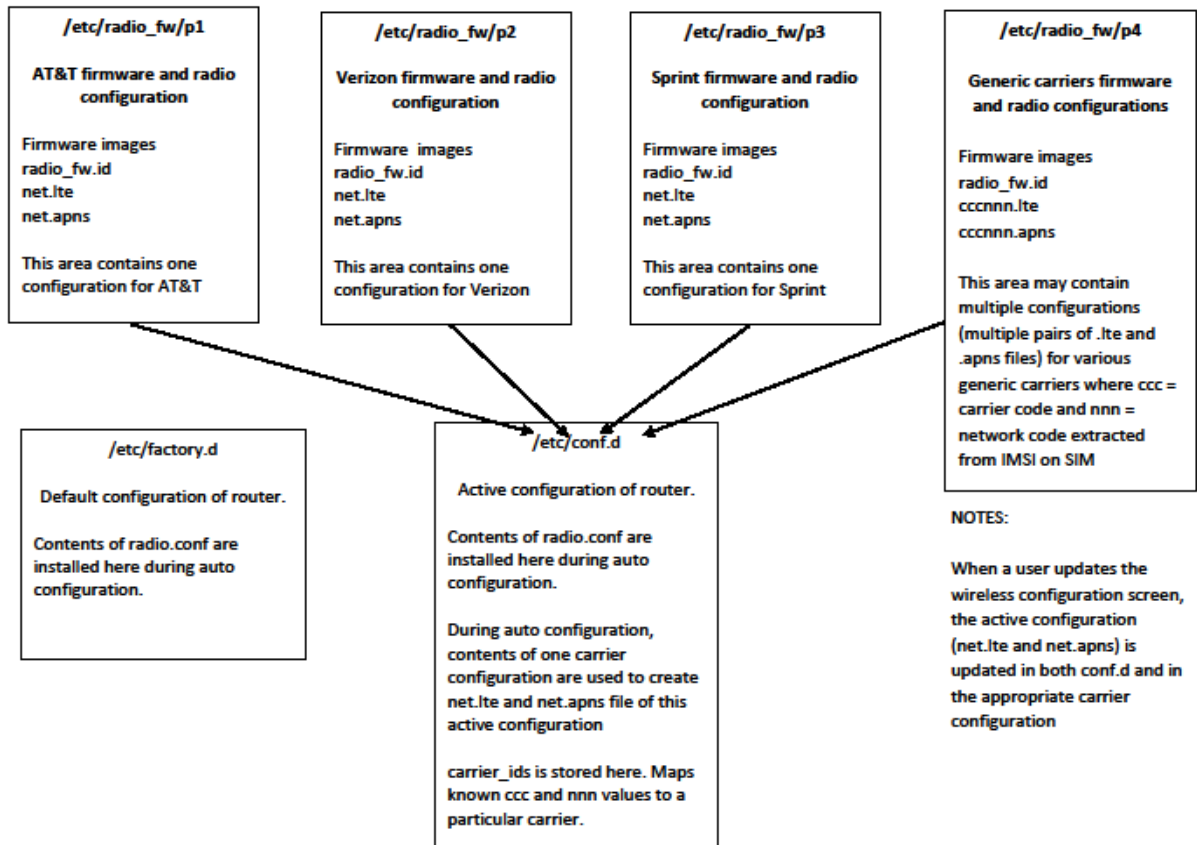 /etc/radio_fw/p1
AT&T firmware and radio
configuration
Firmware images
radio_fw.id
net.lte
net.apns
This area contains one
configuration for AT&T
/etc/radio_fw/p2
Verizon firmware and radio
configuration
Firmware images
radio_fw.id
net.lte
net.apns
This area contains one
configuration for Verizon
/etc/radio_fw/p3
Sprint firmware and radio
configuration
Firmware images
radio_fw.id
net.lte
net.apns
This area contains one
configuration for Sprint
/etc/radio_fw/p4
Generic carriers firmware
and radio configurations
Firmware images
radio_fw.id
cccnnn.lte
cccnnn.apns
This area may contain
multiple configurations
(multiple pairs of .lte and
.apns files) for various
generic carriers where ccc =
carrier code and nnn =
network code extracted
from IMSI on SIM
/etc/factory.d
Default configuration of router.
Contents of radio.conf are
installed here during auto
configuration.
/etc/conf.d
Active configuration of router.
Contents of radio.conf are
installed here during auto
configuration.
During auto configuration,
contents of one carrier
configuration are used to create
net.lte and net.apns file of this
active configuration
carrier_ids is stored here. Maps
known ccc and nnn values to a
particular carrier.
NOTES:
When a user updates the
wireless configuration screen,
the active configuration
(net.lte and net.apns) is
updated in both conf.d and in
the appropriate carrier
configuration